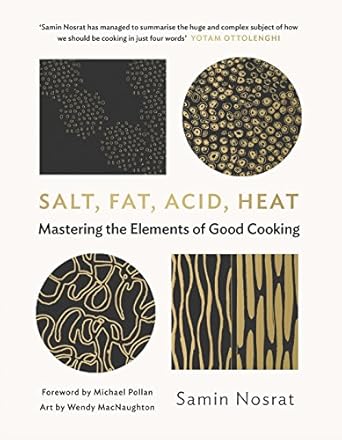 ‘Samin Nosrat has managed to summarise the huge and complex subject of how
we should be cooking in just four words’ YOTAM OTTOLENGHI
SALT, FAT, ACID, HEAT
Mastering the Elements of Good Cooking
Foreword by Michael Pollan
Art by Wendy MacNaughton
Samin Nosrat